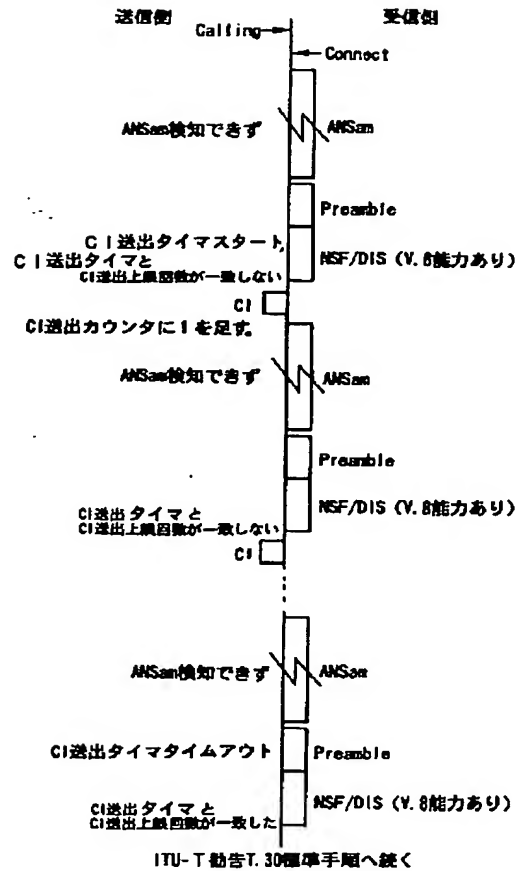 送信側
受信側
Calling
Connect
ANSam検知できず
ANSam
Preamble
CI送出タイマスタート,
CI送出タイマと
CI送出上限回数が一致しない
NSF/DIS (V.8能力あり)
CI
CI送出カウンタに1を足す。
ANSam検知できず
ANSam
Preamble
CI送出タイマと
CI送出上限回数が一致しない
NSF/DIS (V.8能力あり)
CI
ANSam検知できず
ANSam
CI送出タイマタイムアウト
Preamble
CI送出タイマと
CI送出上限回数が一致した
NSF/DIS (V.8能力あり)
ITU-T勧告T.30標準手順へ続く